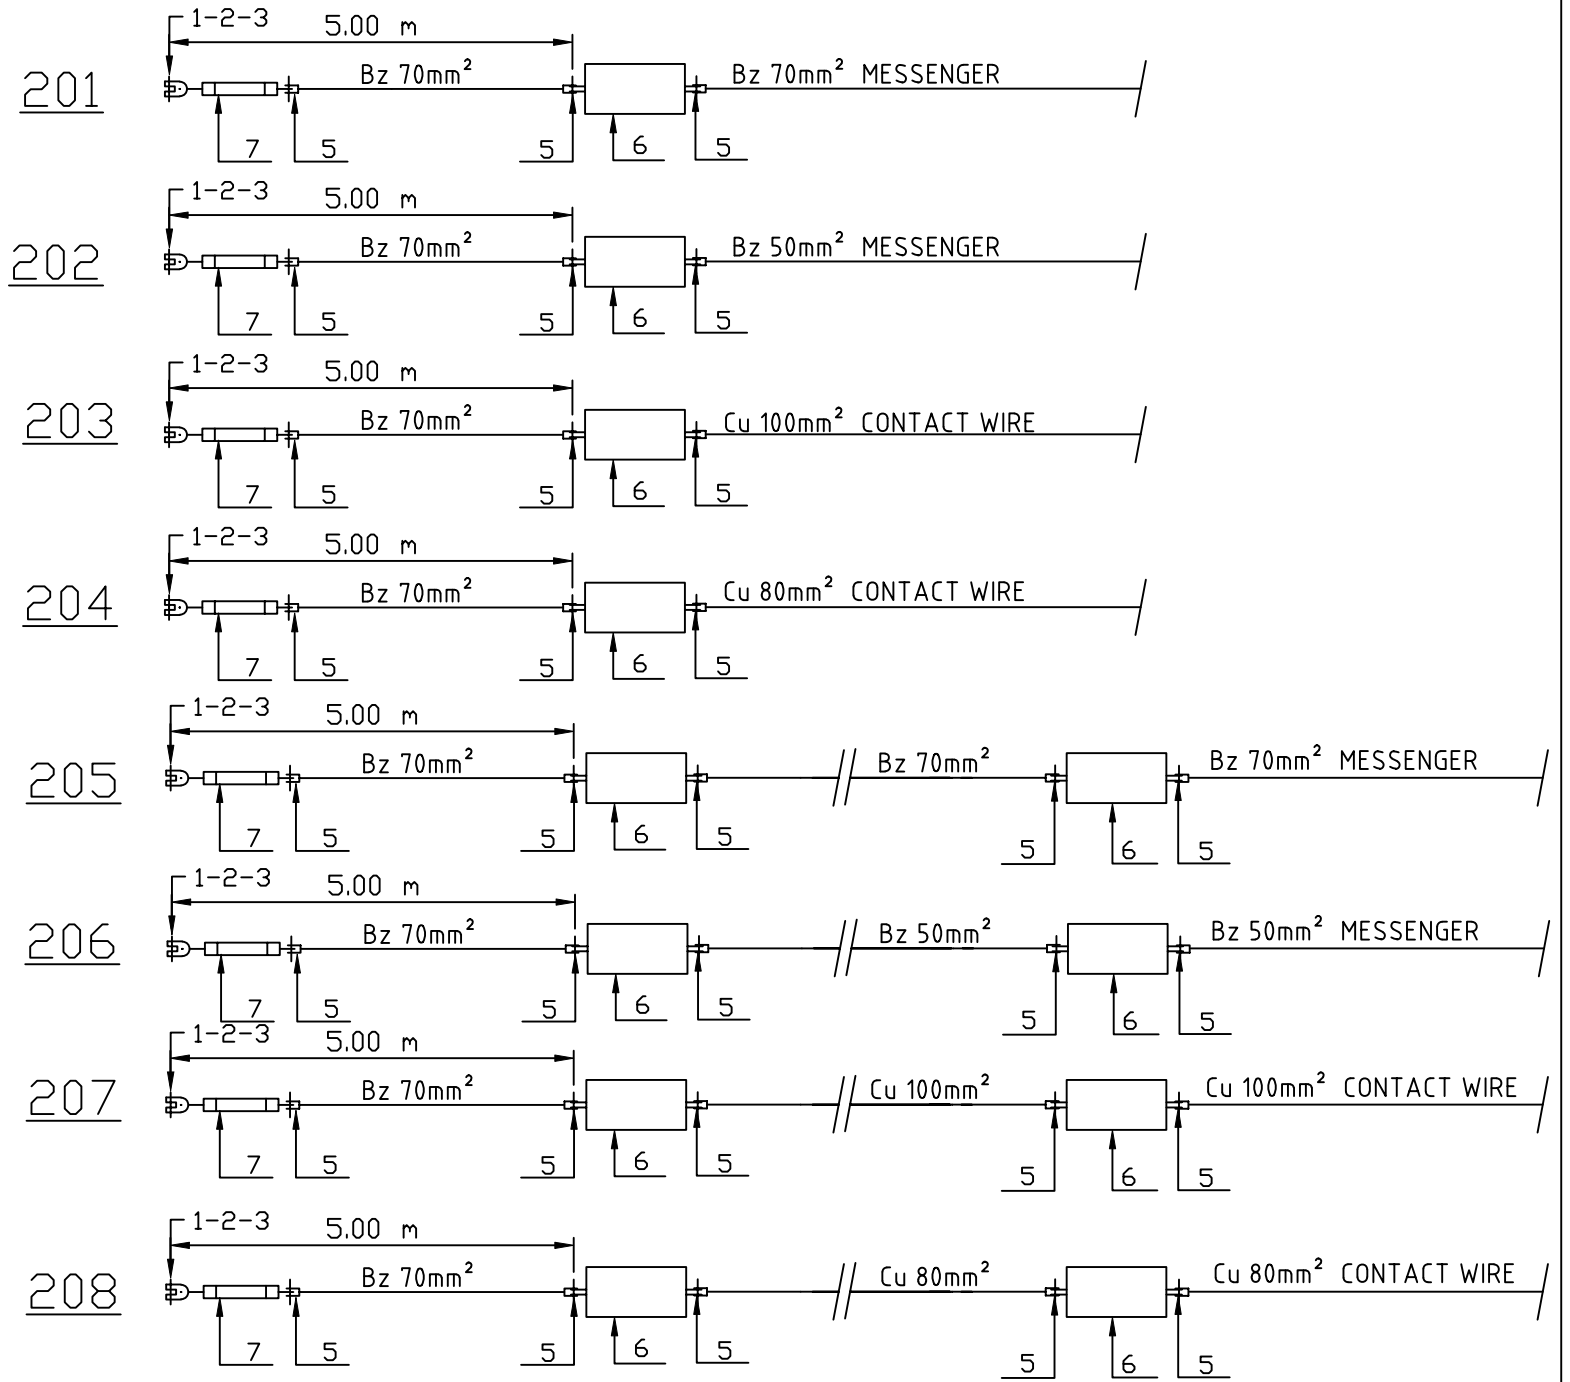 1-2-3 5.00 m
201 Bz 70mm² Bz 70mm² MESSENGER
7 5 5 6 5
1-2-3 5.00 m
202 Bz 70mm² Bz 50mm² MESSENGER
7 5 5 6 5
1-2-3 5.00 m
203 Bz 70mm² Cu 100mm² CONTACT WIRE
7 5 5 6 5
1-2-3 5.00 m
204 Bz 70mm² Cu 80mm² CONTACT WIRE
7 5 5 6 5
1-2-3 5.00 m
205 Bz 70mm² Bz 70mm² Bz 70mm² MESSENGER
7 5 5 6 5 5 6 5
1-2-3 5.00 m
206 Bz 70mm² Bz 50mm² Bz 50mm² MESSENGER
7 5 5 6 5 5 6 5
1-2-3 5.00 m
207 Bz 70mm² Cu 100mm² Cu 100mm² CONTACT WIRE
7 5 5 6 5 5 6 5
1-2-3 5.00 m
208 Bz 70mm² Cu 80mm² Cu 80mm² CONTACT WIRE
7 5 5 6 5 5 6 5